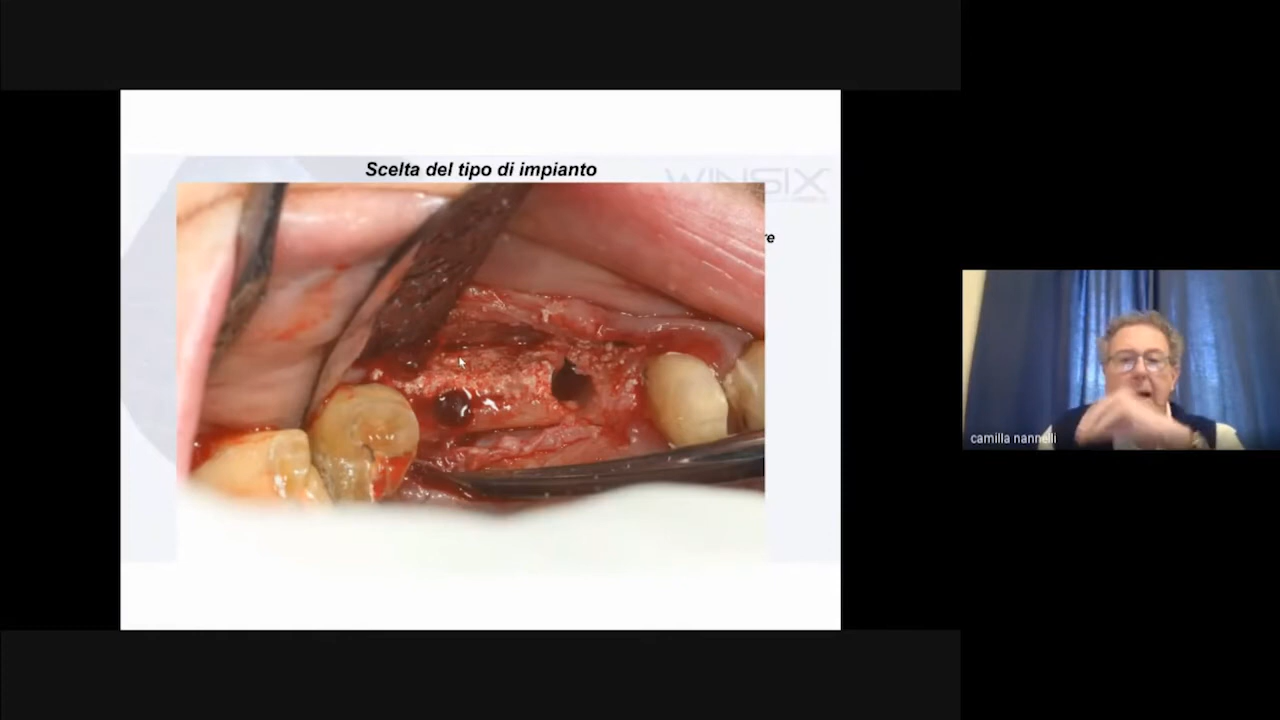 Scelta del tipo di impianto
WINSIX
re
camilla nannelli